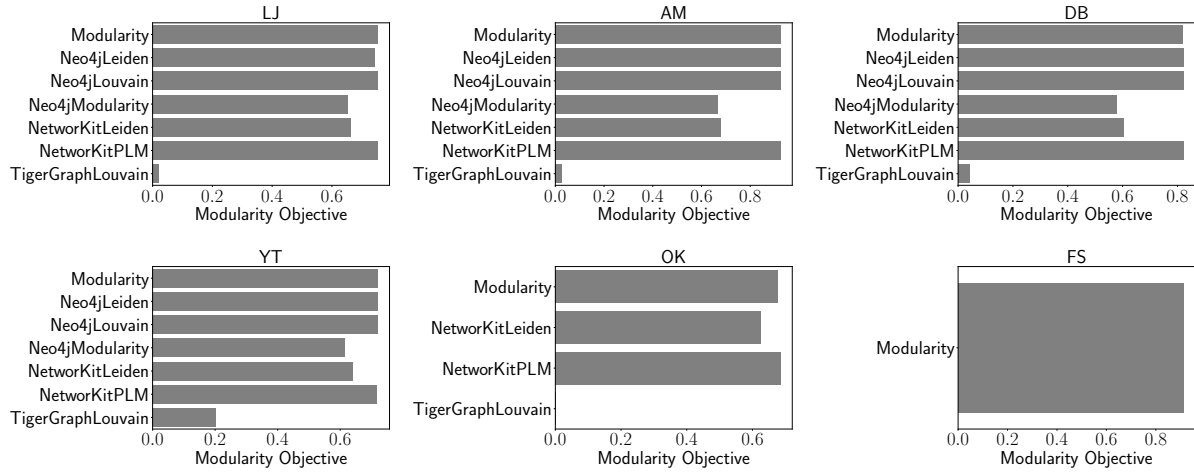 LJ
Modularity
Neo4jLeiden
Neo4jLouvain
Neo4jModularity
NetworKitLeiden
NetworKitPLM
TigerGraphLouvain
0.0 0.2 0.4 0.6
Modularity Objective
AM
Modularity
Neo4jLeiden
Neo4jLouvain
Neo4jModularity
NetworKitLeiden
NetworKitPLM
TigerGraphLouvain
0.0 0.2 0.4 0.6 0.8
Modularity Objective
DB
Modularity
Neo4jLeiden
Neo4jLouvain
Neo4jModularity
NetworKitLeiden
NetworKitPLM
TigerGraphLouvain
0.0 0.2 0.4 0.6 0.8
Modularity Objective
YT
Modularity
Neo4jLeiden
Neo4jLouvain
Neo4jModularity
NetworKitLeiden
NetworKitPLM
TigerGraphLouvain
0.0 0.2 0.4 0.6
Modularity Objective
OK
Modularity
NetworKitLeiden
NetworKitPLM
TigerGraphLouvain
0.0 0.2 0.4 0.6
Modularity Objective
FS
Modularity
0.0 0.2 0.4 0.6 0.8
Modularity Objective